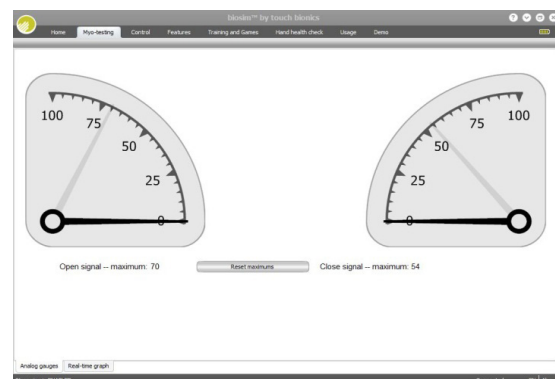 biosim™ by touch bionics
Home Myo-testing Control Features Training and Games Hand health check Usage Demo
100 75 50 25 0
100 75 50 25 0
Open signal -- maximum: 70 Reset maximums Close signal -- maximum: 54
Analog gauges Real-time graph